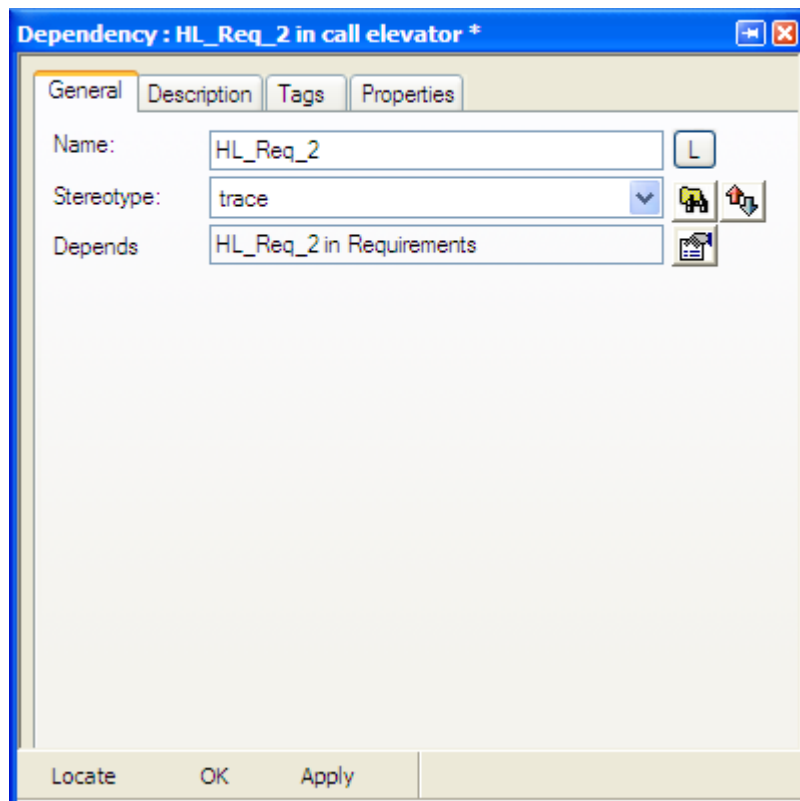 Dependency : HL_Req_2 in call elevator *
General Description Tags Properties
Name: HL_Req_2 L
Stereotype: trace
Depends HL_Req_2 in Requirements
Locate OK Apply